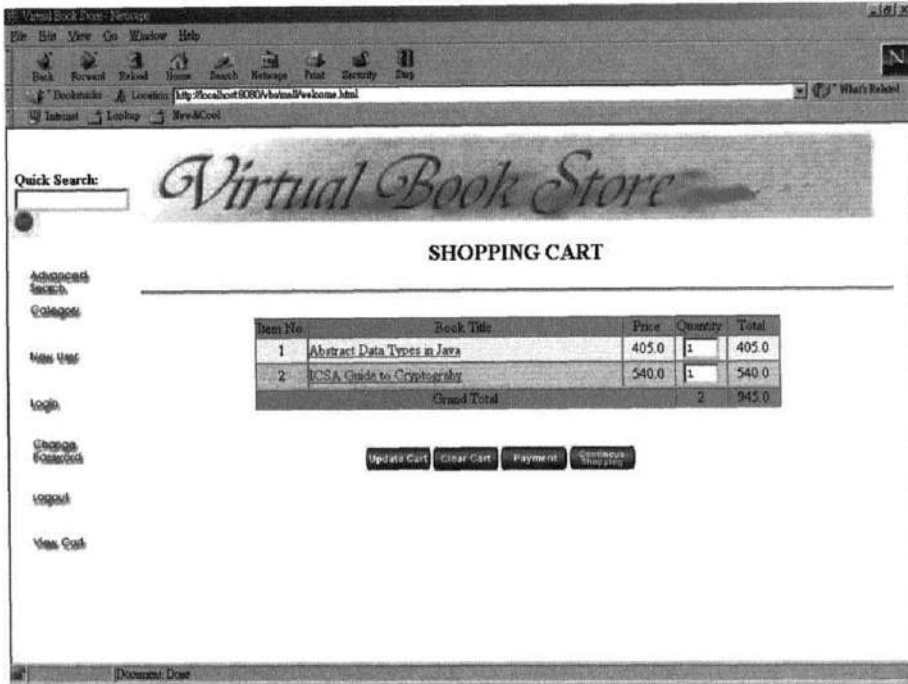 Virtual Book Store - Netscape
File Edit View Go Window Help
Back Forward Reload Home Search Netscape Print Security Stop
Bookmarks Location: http://localhost:8080/vbs/mall/welcome.html What's Related
Internet Lookup New&Cool
Quick Search:
Virtual Book Store
SHOPPING CART
Advanced
Search
Category
New User
Login
Change
Password
Logout
View Cart
Item No. Book Title Price Quantity Total
1 Abstract Data Types in Java 405.0 1 405.0
2 ICSA Guide to Cryptograhy 540.0 1 540.0
Grand Total 2 945.0
Update Cart Clear Cart Payment Continous
Shopping
Document: Done